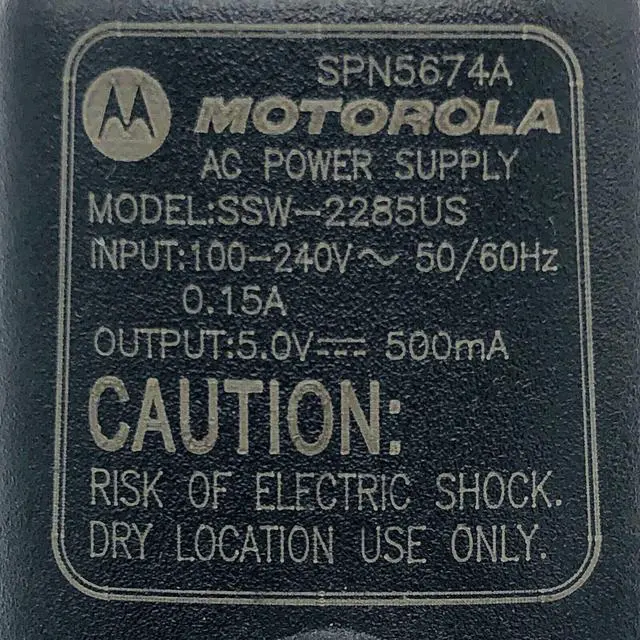 SPN5674A
MOTOROLA
AC POWER SUPPLY
MODEL:SSW-2285US
INPUT:100-240V~ 50/60Hz
0.15A
OUTPUT:5.0V⎓ 500mA
CAUTION:
RISK OF ELECTRIC SHOCK.
DRY LOCATION USE ONLY.